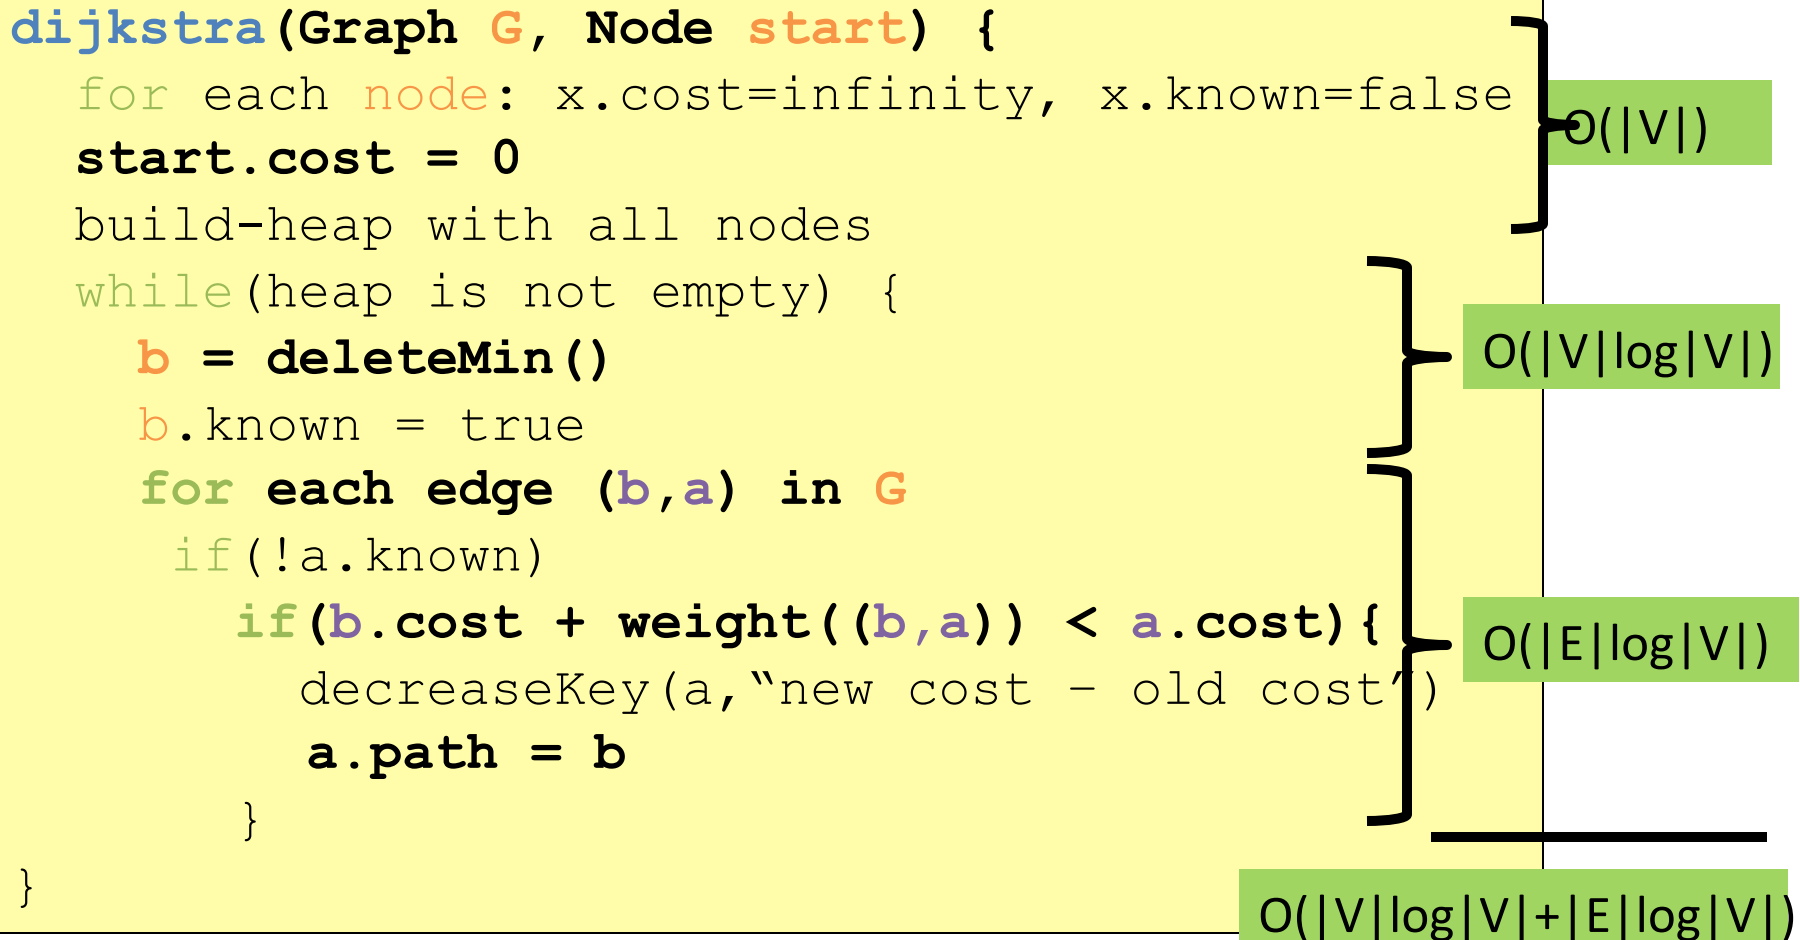 dijkstra(Graph G, Node start) {
for each node: x.cost=infinity, x.known=false
O(|V|)
start.cost = 0
build-heap with all nodes
while(heap is not empty) {
b = deleteMin()
O(|V|log|V|)
b.known = true
for each edge (b,a) in G
if(!a.known)
if(b.cost + weight((b,a)) < a.cost){
O(|E|log|V|)
decreaseKey(a,“new cost – old cost”)
a.path = b
}
}
O(|V|log|V|+|E|log|V|)